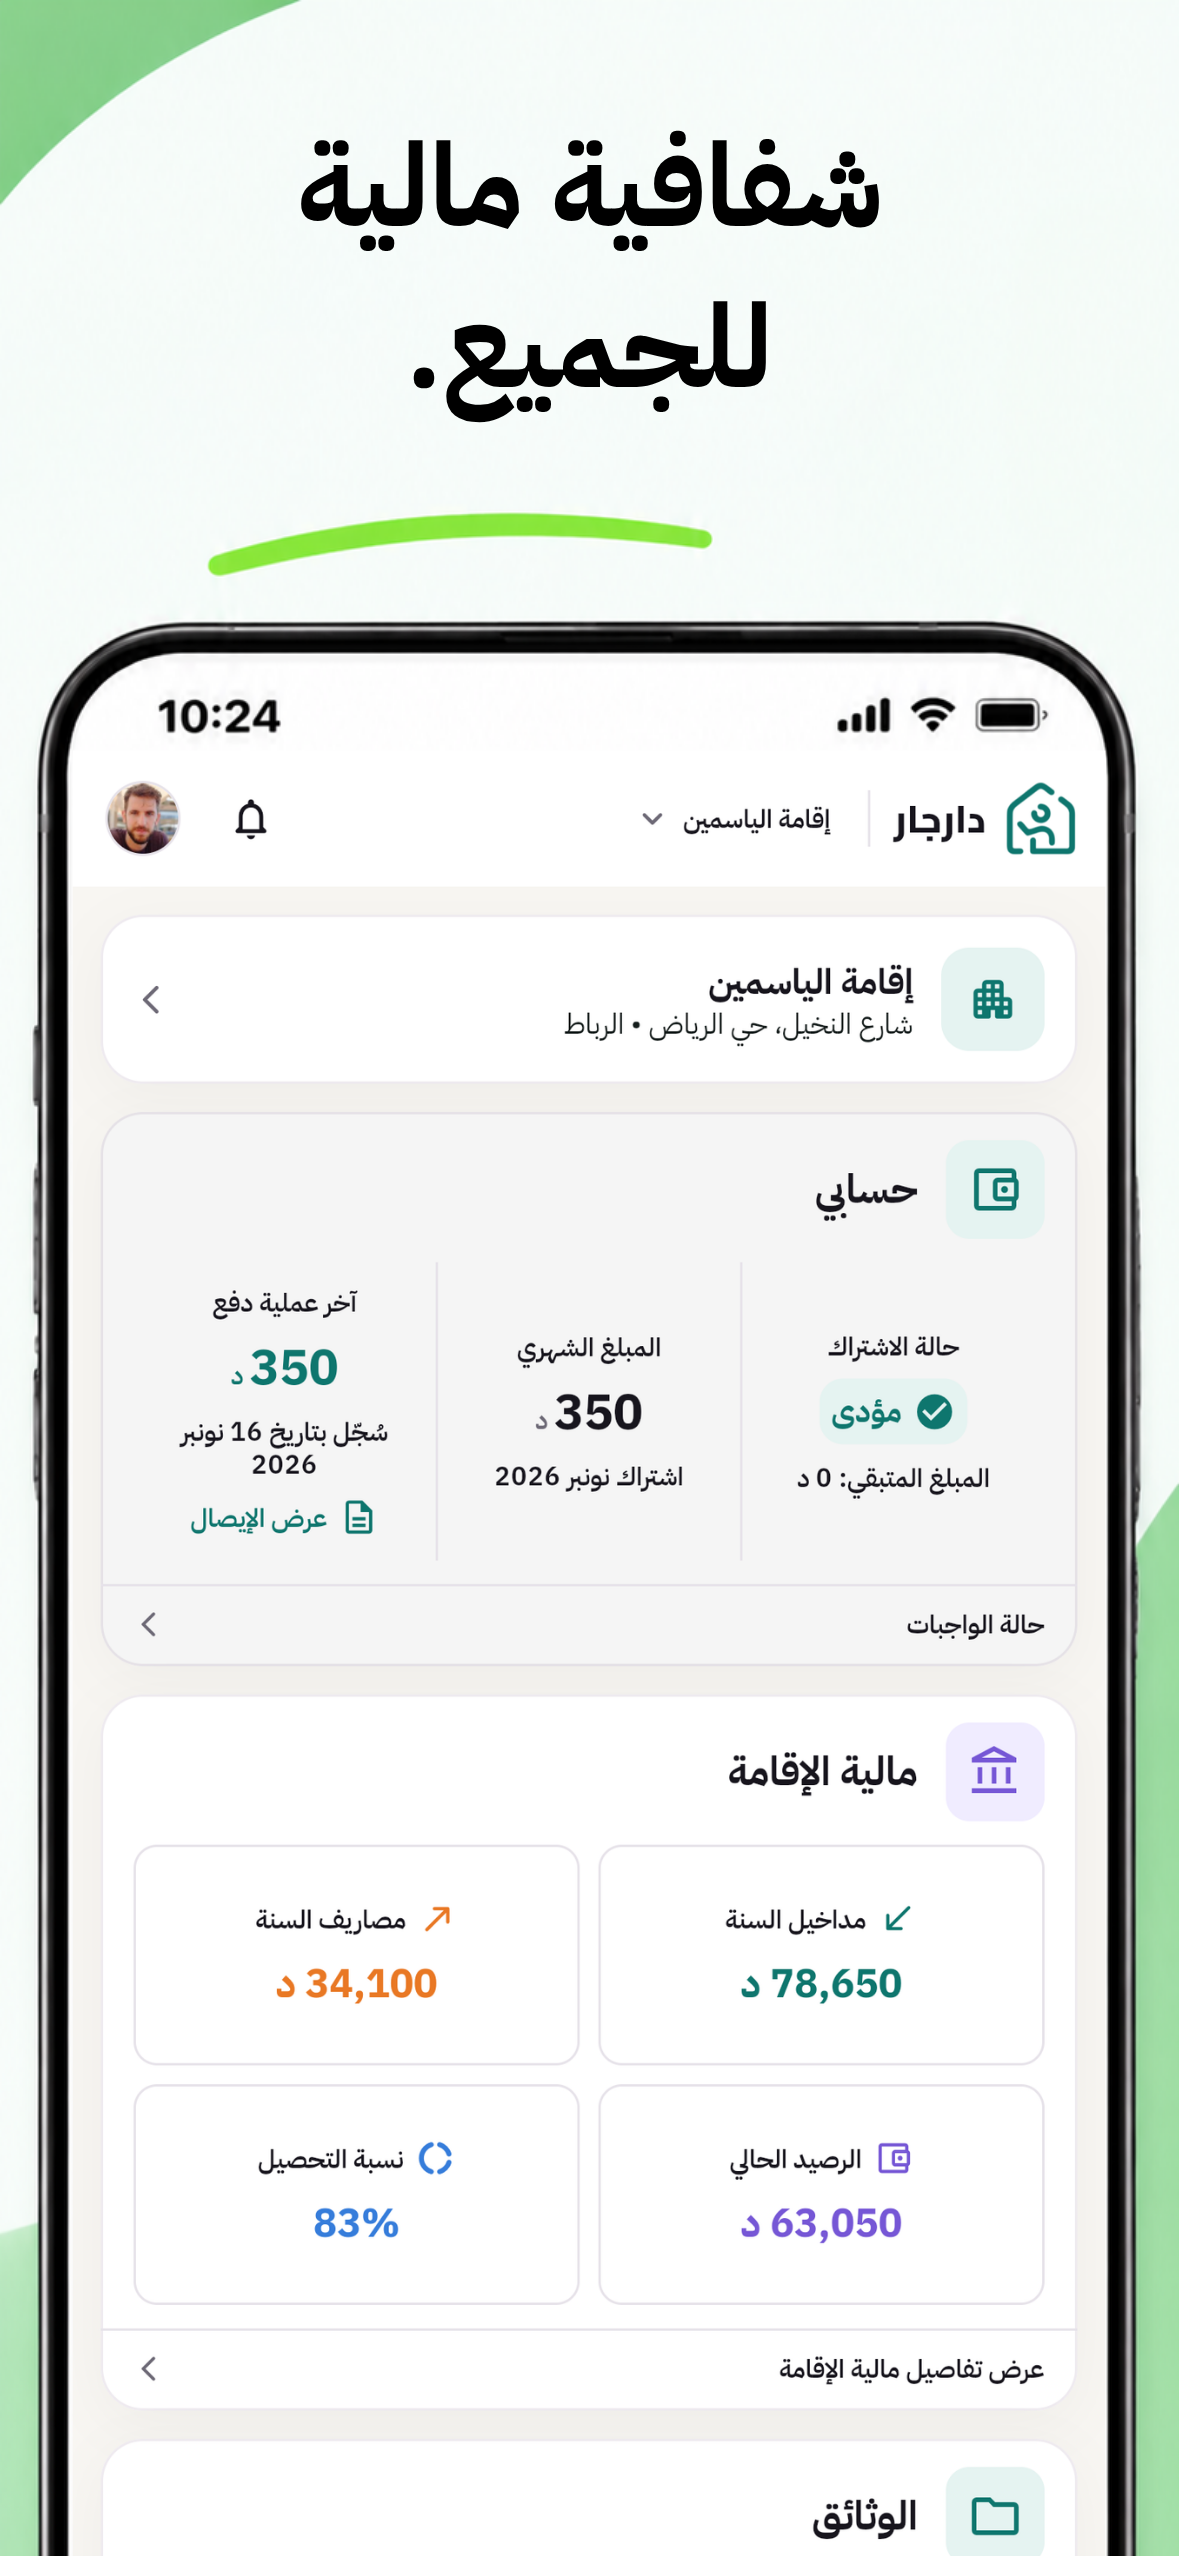 شفافية مالية
للجميع.
10:24
دارجار
إقامة الياسمين
إقامة الياسمين
شارع النخيل، حي الرياض • الرباط
حسابي
حالة الاشتراك
مؤدى
المبلغ المتبقي: 0 د
المبلغ الشهري
350 د
اشتراك نونبر 2026
آخر عملية دفع
350 د
سُجّل بتاريخ 16 نونبر
2026
عرض الإيصال
حالة الواجبات
مالية الإقامة
مداخيل السنة
78,650 د
مصاريف السنة
34,100 د
الرصيد الحالي
63,050 د
نسبة التحصيل
83%
عرض تفاصيل مالية الإقامة
الوثائق